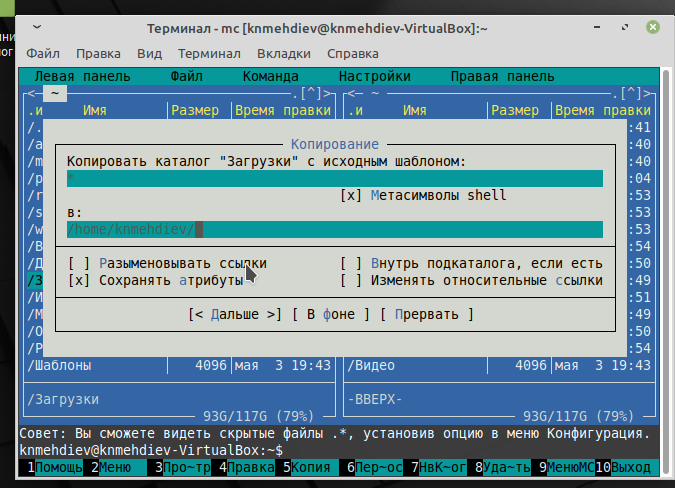 Терминал - mc [knmehdiev@knmehdiev-VirtualBox]:~
Файл Правка Вид Терминал Вкладки Справка
Левая панель Файл Команда Настройки Правая панель
<─ ~ .[^]> <─ ~ .[^]>
.и Имя Размер Время правки .и Имя Размер Время правки
/. :41
/a :40
Копирование
/m :40
Копировать каталог "Загрузки" с исходным шаблоном:
/p * :04
/r [x] Метасимволы shell :53
/s в: :53
/w /home/knmehdiev/ :53
/В :54
/Д [ ] Разыменовывать ссылки [ ] Внутрь подкаталога, если есть :50
/З [x] Сохранять атрибуты [ ] Изменять относительные ссылки :49
/И :51
/М [< Дальше >] [ В фоне ] [ Прервать ] :49
/О :50
/Р :54
/Шаблоны 4096 мая 3 19:43 /Видео 4096 мая 3 19:43
/Загрузки -ВВЕРХ-
93G/117G (79%) 93G/117G (79%)
Совет: Вы сможете видеть скрытые файлы .*, установив опцию в меню Конфигурация.
knmehdiev@knmehdiev-VirtualBox:~$
1Помощь 2Меню 3Про~тр 4Правка 5Копия 6Пер~ос 7НвК~ог 8Уда~ть 9МенюМС 10Выход